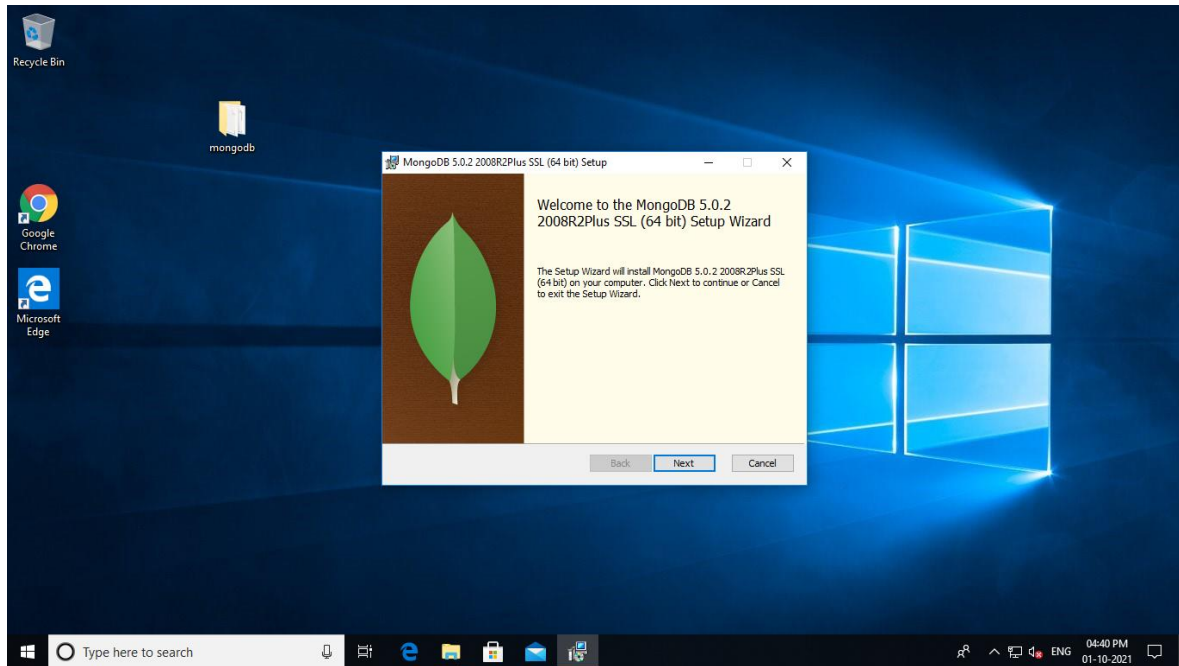 Recycle Bin
mongodb
Google
Chrome
Microsoft
Edge
MongoDB 5.0.2 2008R2Plus SSL (64 bit) Setup
Welcome to the MongoDB 5.0.2
2008R2Plus SSL (64 bit) Setup Wizard
The Setup Wizard will install MongoDB 5.0.2 2008R2Plus SSL
(64 bit) on your computer. Click Next to continue or Cancel
to exit the Setup Wizard.
Back Next Cancel
Type here to search
ENG
04:40 PM
01-10-2021